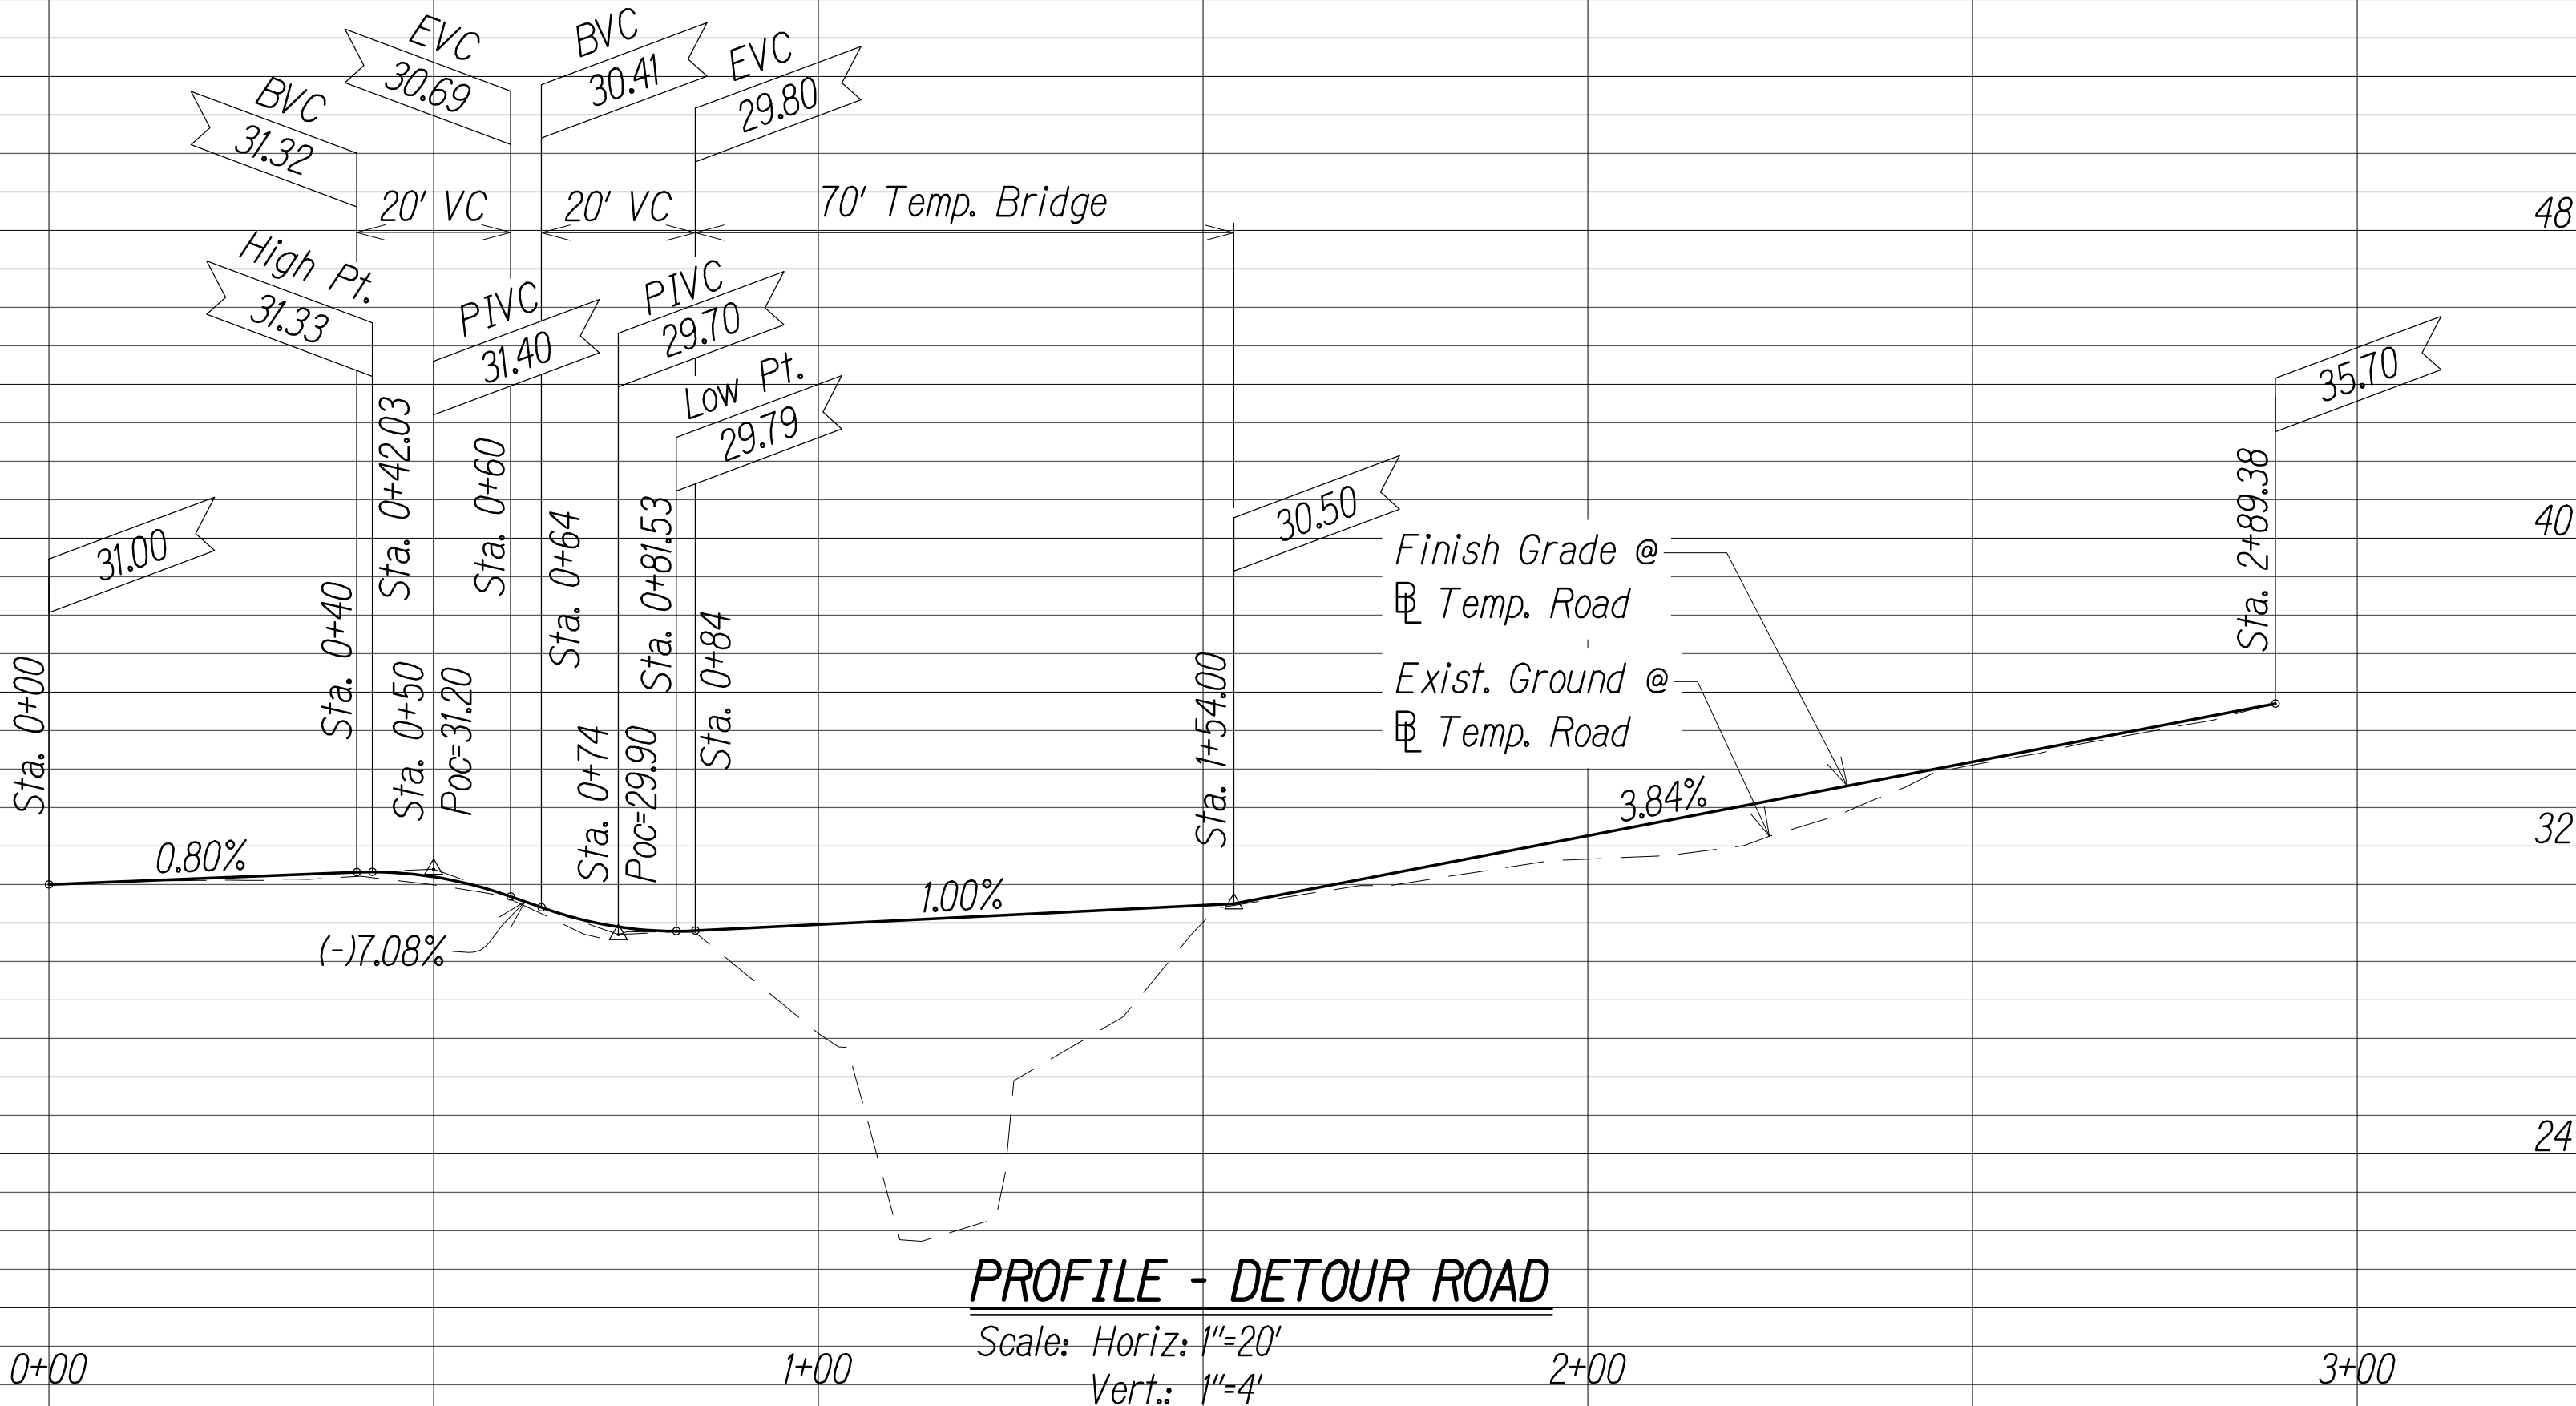 BVC
31.32
EVC
30.69
BVC
30.41
EVC
29.80
20' VC
20' VC
70' Temp. Bridge
48
High Pt.
31.33
PIVC
31.40
PIVC
29.70
Low Pt.
29.79
35.70
31.00
30.50
40
Sta. 0+00
Sta. 0+40
Sta. 0+42.03
Sta. 0+50
Poc=31.20
Sta. 0+60
Sta. 0+64
Sta. 0+74
Poc=29.90
Sta. 0+81.53
Sta. 0+84
Sta. 1+54.00
Sta. 2+89.38
Finish Grade @
℄ Temp. Road
Exist. Ground @
℄ Temp. Road
32
0.80%
(-)7.08%
1.00%
3.84%
24
PROFILE - DETOUR ROAD
Scale: Horiz: 1"=20'
Vert.: 1"=4'
0+00
1+00
2+00
3+00